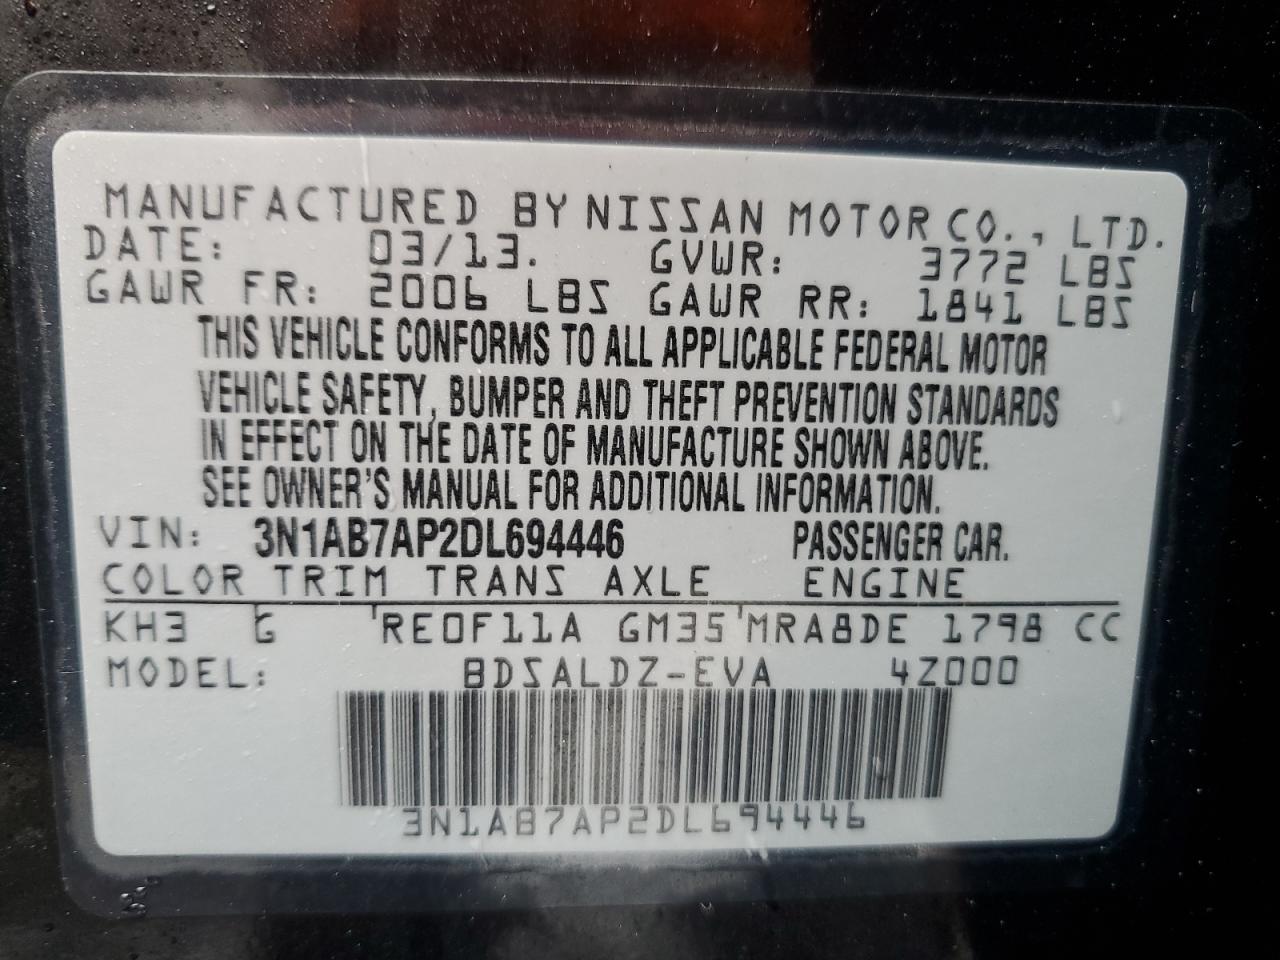 MANUFACTURED BY NISSAN MOTOR CO., LTD.
DATE: 03/13. GVWR: 3772 LBS
GAWR FR: 2006 LBS GAWR RR: 1841 LBS
THIS VEHICLE CONFORMS TO ALL APPLICABLE FEDERAL MOTOR
VEHICLE SAFETY, BUMPER AND THEFT PREVENTION STANDARDS
IN EFFECT ON THE DATE OF MANUFACTURE SHOWN ABOVE.
SEE OWNER'S MANUAL FOR ADDITIONAL INFORMATION.
VIN: 3N1AB7AP2DL694446 PASSENGER CAR.
COLOR TRIM TRANS AXLE ENGINE
KH3 G 'RE0F11A GM35'MRA8DE 1798 CC
MODEL: BDSALDZ-EVA 4Z000
3N1AB7AP2DL694446